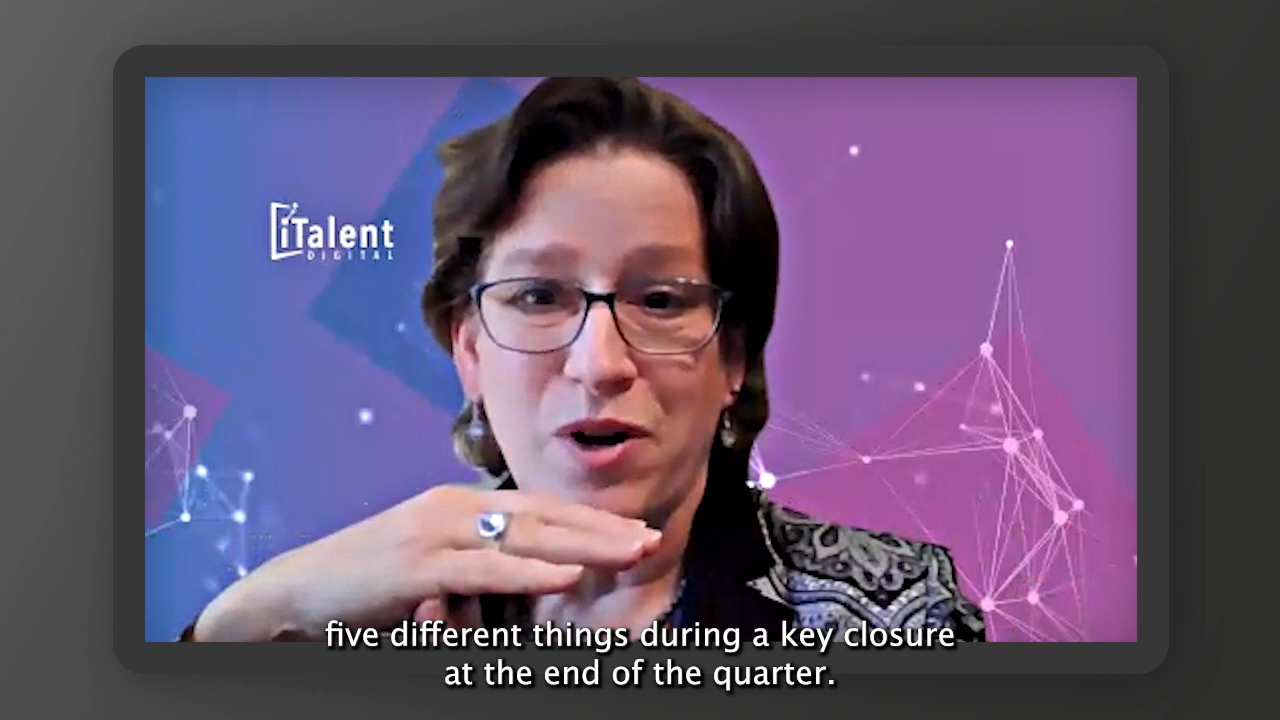 iTalent
DIGITAL
five different things during a key closure
at the end of the quarter.